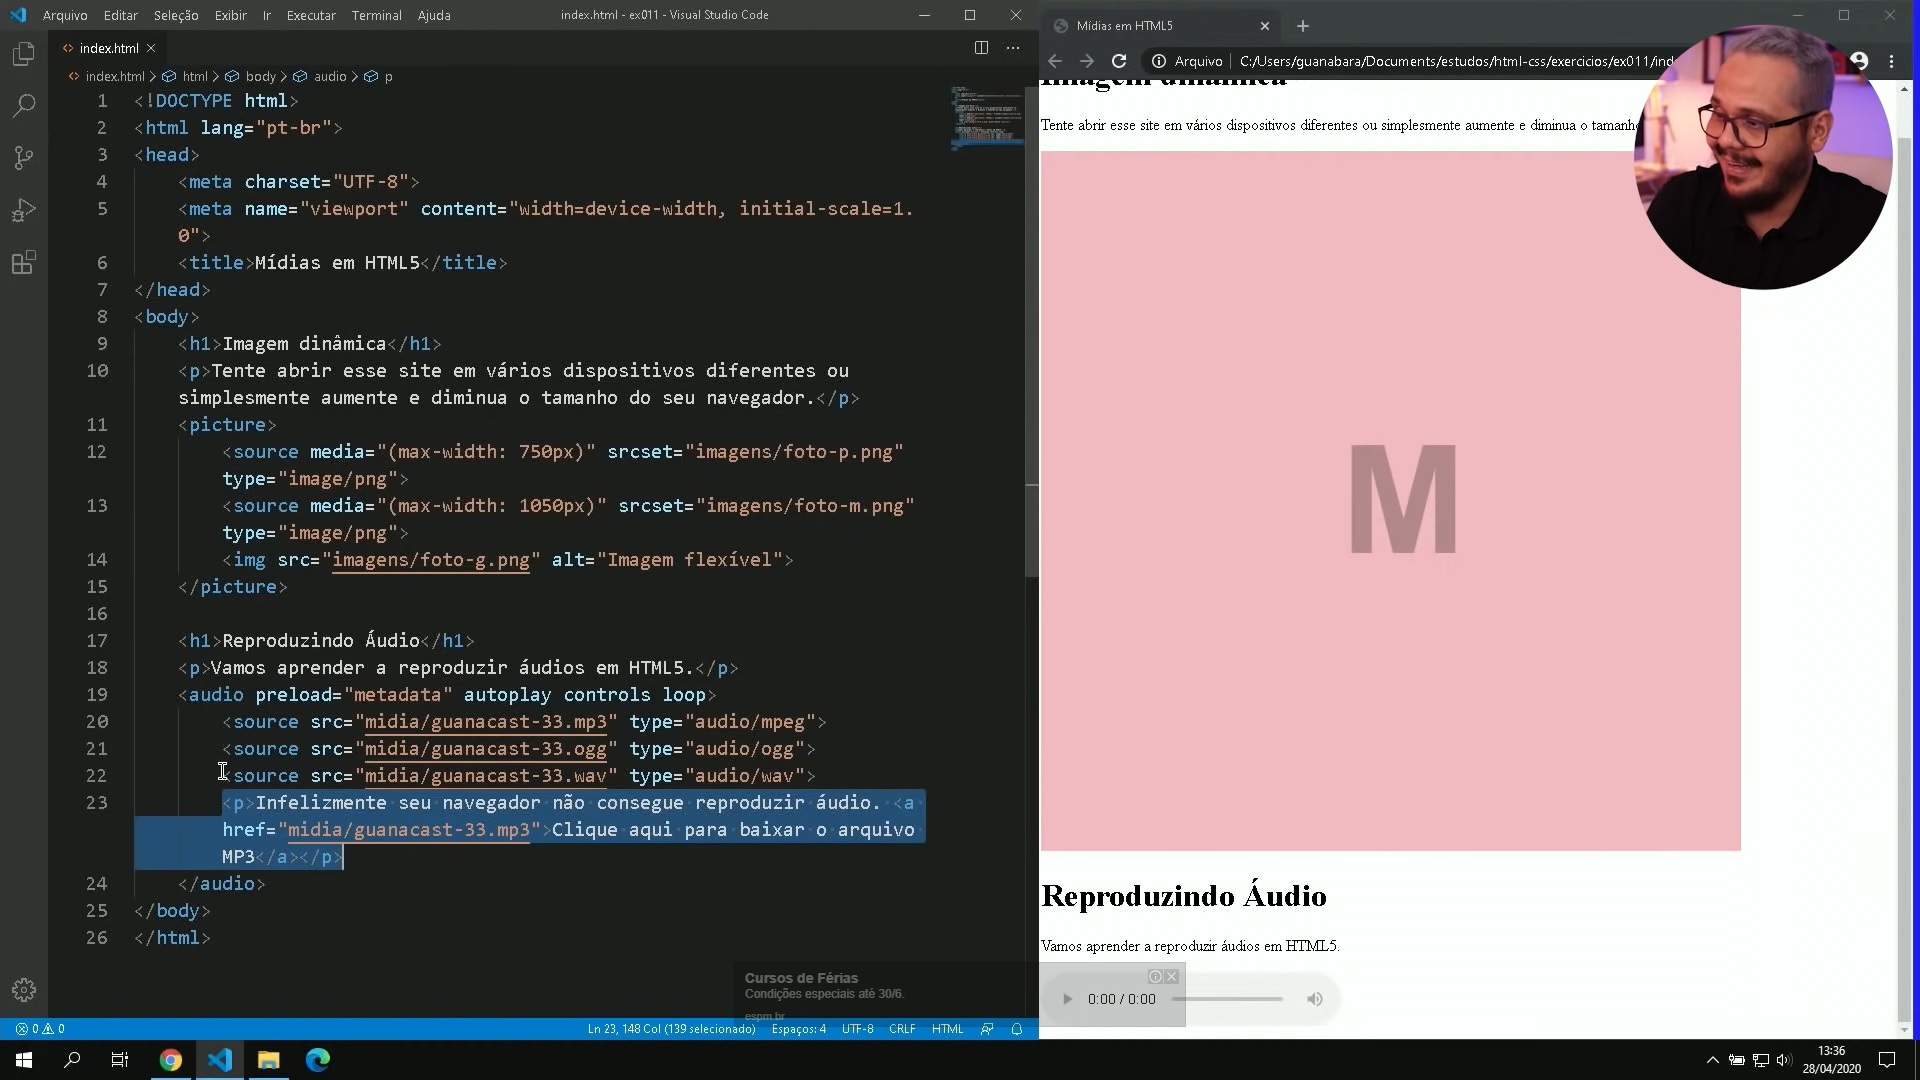 Arquivo Editar Seleção Exibir Ir Executar Terminal Ajuda
index.html - ex011 - Visual Studio Code
index.html
index.html > html > body > audio > p
1 <!DOCTYPE html>
2 <html lang="pt-br">
3 <head>
4 <meta charset="UTF-8">
5 <meta name="viewport" content="width=device-width, initial-scale=1.
0">
6 <title>Mídias em HTML5</title>
7 </head>
8 <body>
9 <h1>Imagem dinâmica</h1>
10 <p>Tente abrir esse site em vários dispositivos diferentes ou
simplesmente aumente e diminua o tamanho do seu navegador.</p>
11 <picture>
12 <source media="(max-width: 750px)" srcset="imagens/foto-p.png"
type="image/png">
13 <source media="(max-width: 1050px)" srcset="imagens/foto-m.png"
type="image/png">
14 <img src="imagens/foto-g.png" alt="Imagem flexível">
15 </picture>
16
17 <h1>Reproduzindo Áudio</h1>
18 <p>Vamos aprender a reproduzir áudios em HTML5.</p>
19 <audio preload="metadata" autoplay controls loop>
20 <source src="midia/guanacast-33.mp3" type="audio/mpeg">
21 <source src="midia/guanacast-33.ogg" type="audio/ogg">
22 <source src="midia/guanacast-33.wav" type="audio/wav">
23 <p>Infelizmente seu navegador não consegue reproduzir áudio. <a
href="midia/guanacast-33.mp3">Clique aqui para baixar o arquivo
MP3</a></p>
24 </audio>
25 </body>
26 </html>
Cursos de Férias
Condições especiais até 30/6.
espm.br
0 0
Ln 23, 148 Col (139 selecionado) Espaços: 4 UTF-8 CRLF HTML
Mídias em HTML5
Arquivo C:/Users/guanabara/Documents/estudos/html-css/exercicios/ex011/ind
Imagem dinâmica
Tente abrir esse site em vários dispositivos diferentes ou simplesmente aumente e diminua o tamanho
M
Reproduzindo Áudio
Vamos aprender a reproduzir áudios em HTML5.
0:00 / 0:00
13:36
28/04/2020